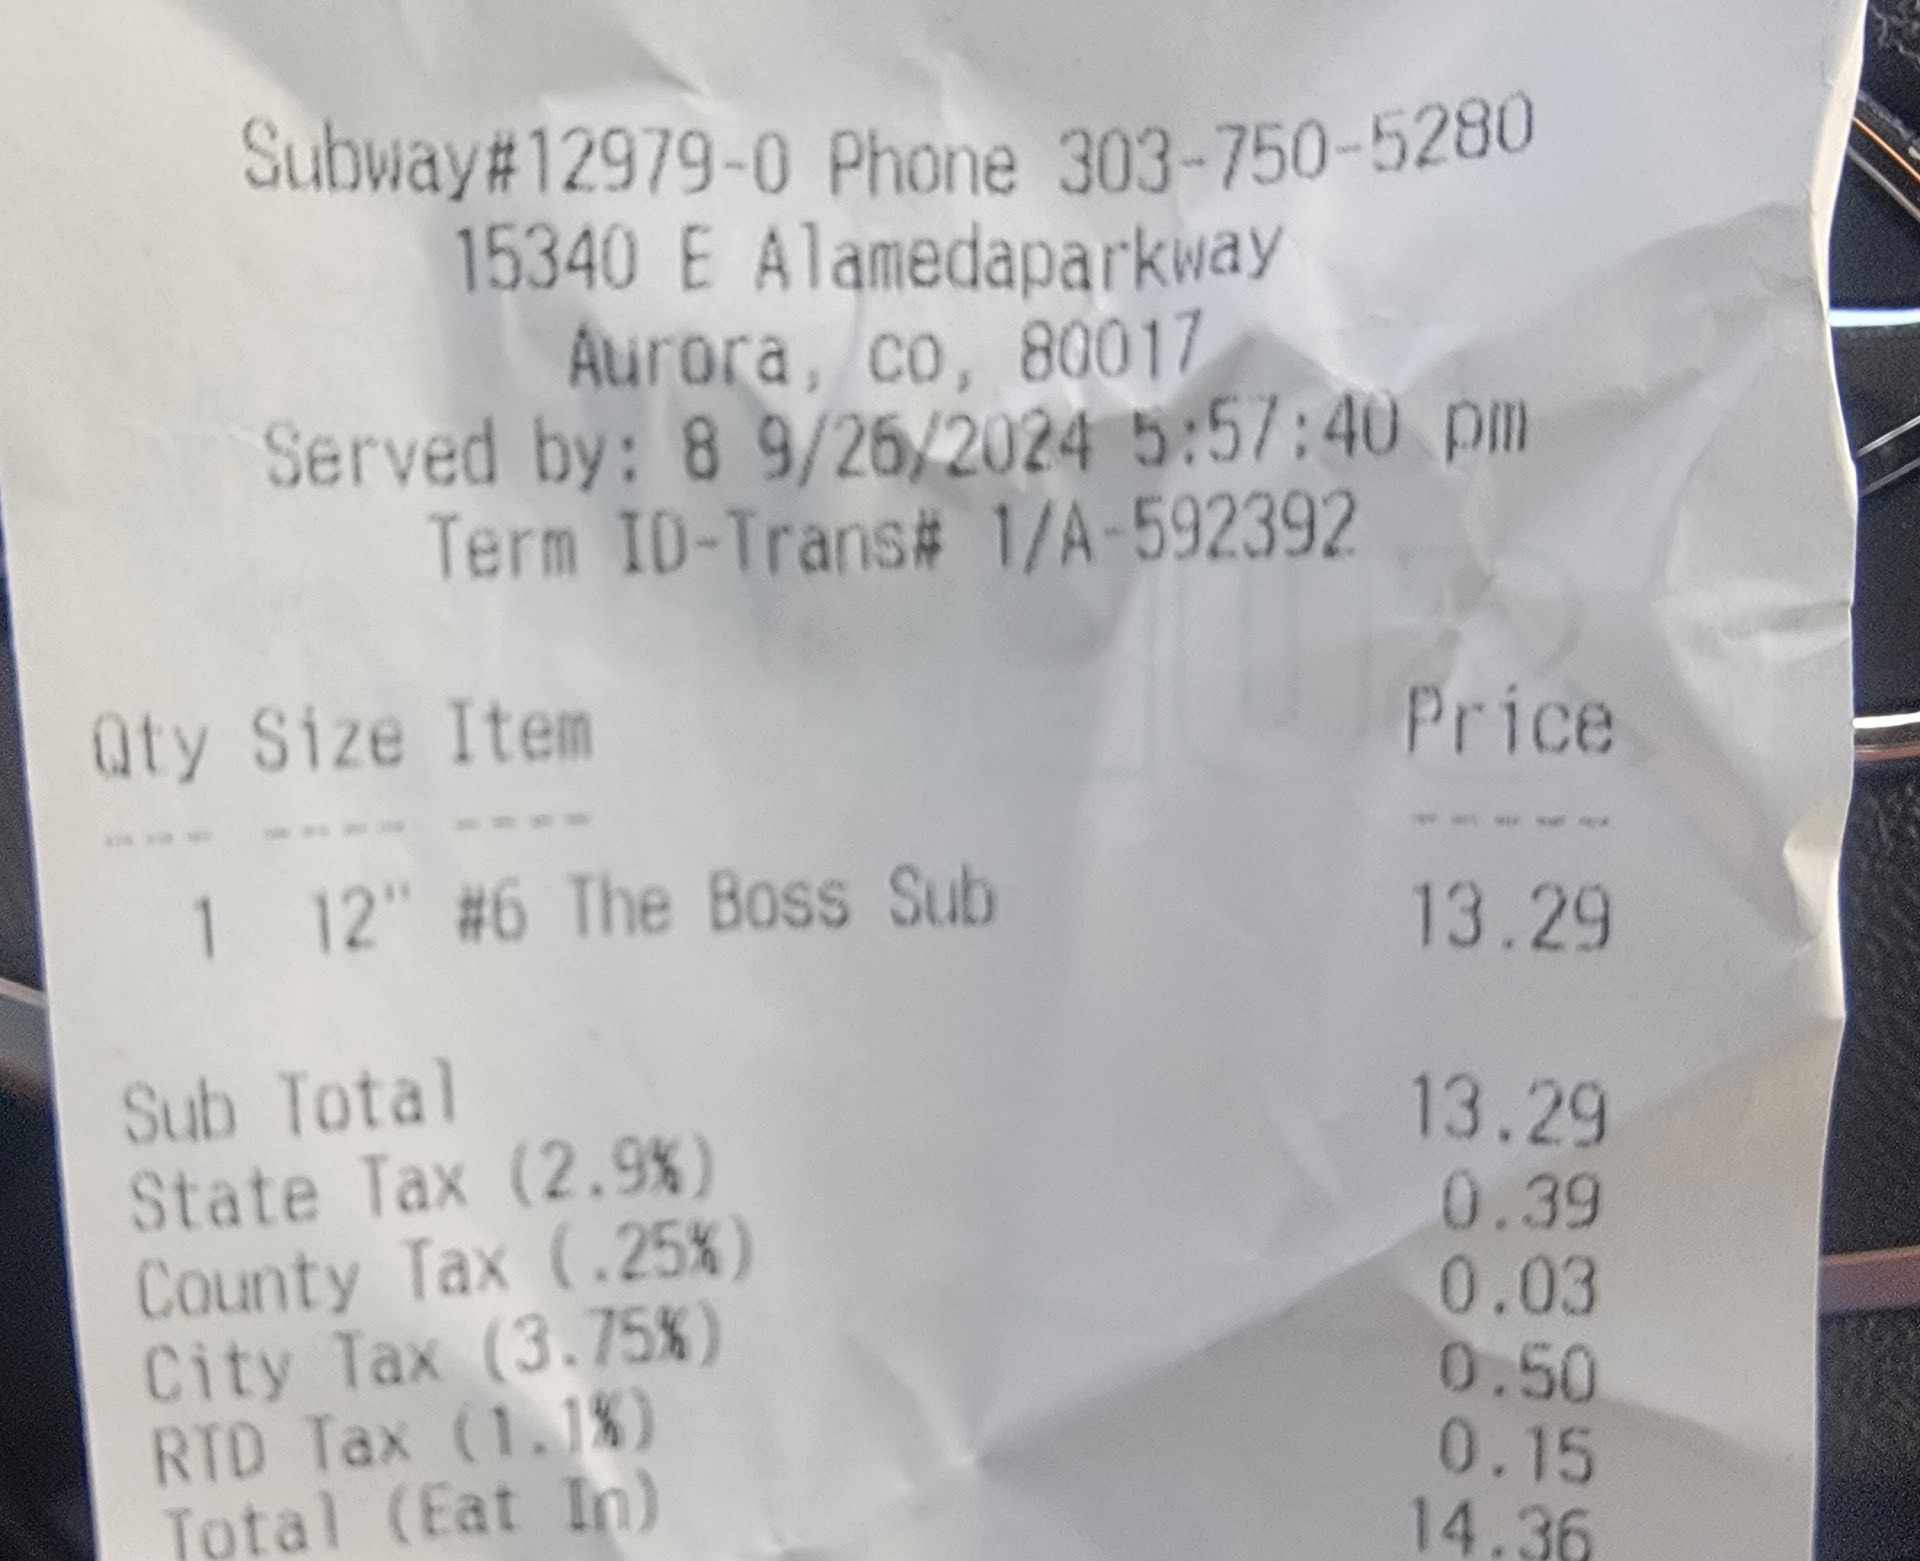 Subway#12979-0 Phone 303-750-5280
15340 E Alamedaparkway
Aurora, co, 80017
Served by: 8 9/26/2024 5:57:40 pm
Term ID-Trans# 1/A-592392
Qty Size Item Price
--- ---- ---- -----
1 12" #6 The Boss Sub 13.29
Sub Total 13.29
State Tax (2.9%) 0.39
County Tax (.25%) 0.03
City Tax (3.75%) 0.50
RTD Tax (1.1%) 0.15
Total (Eat In) 14.36